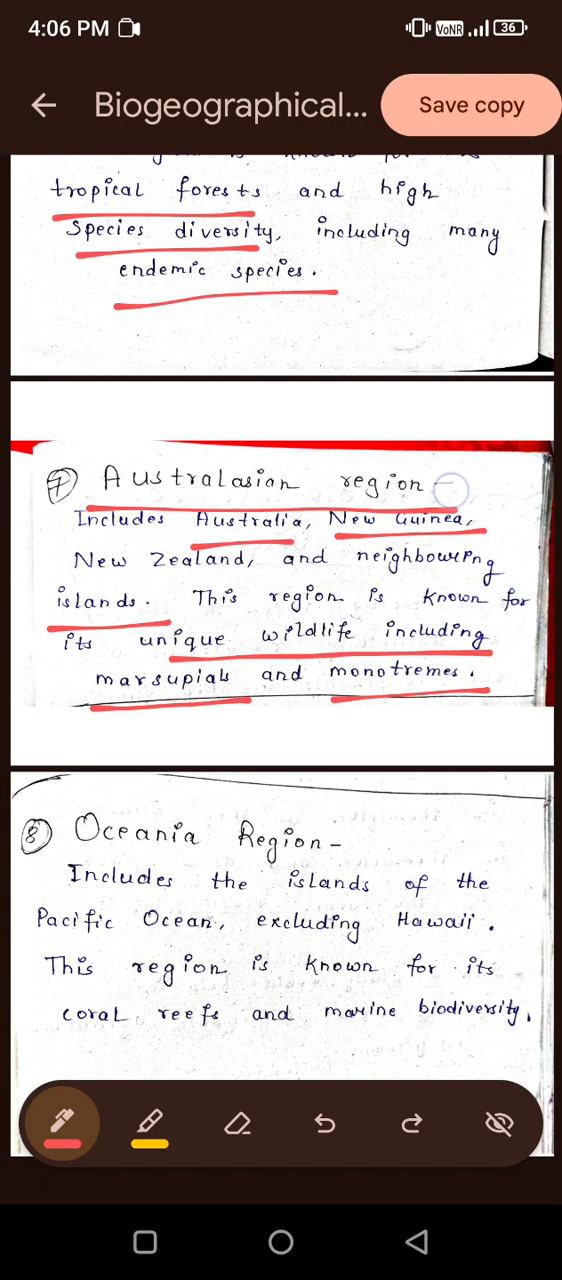 4:06 PM
VoNR
36
Biogeographical...
Save copy
tropical forests and high
species diversity, including many
endemic species.
7 Australasian region -
Includes Australia, New Guinea,
New Zealand, and neighbouring
islands. This region is known for
its unique wildlife including
marsupials and monotremes.
8 Oceania Region -
Includes the islands of the
Pacific Ocean, excluding Hawaii.
This region is known for its
coral reefs and marine biodiversity.